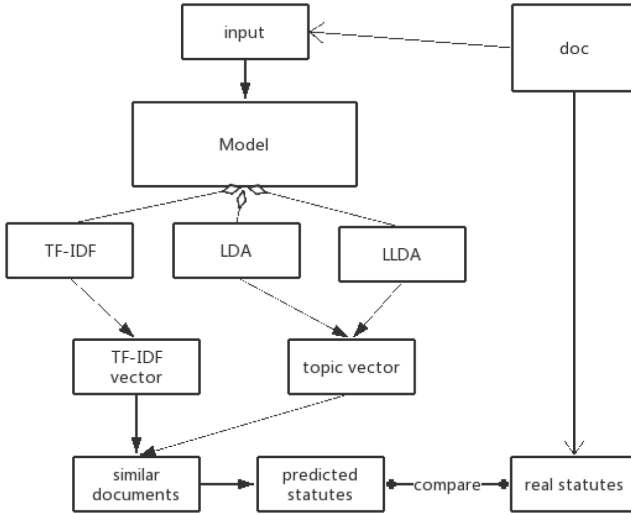 input
doc
Model
TF-IDF
LDA
LLDA
TF-IDF
vector
topic vector
similar
documents
predicted
statutes
compare
real statutes